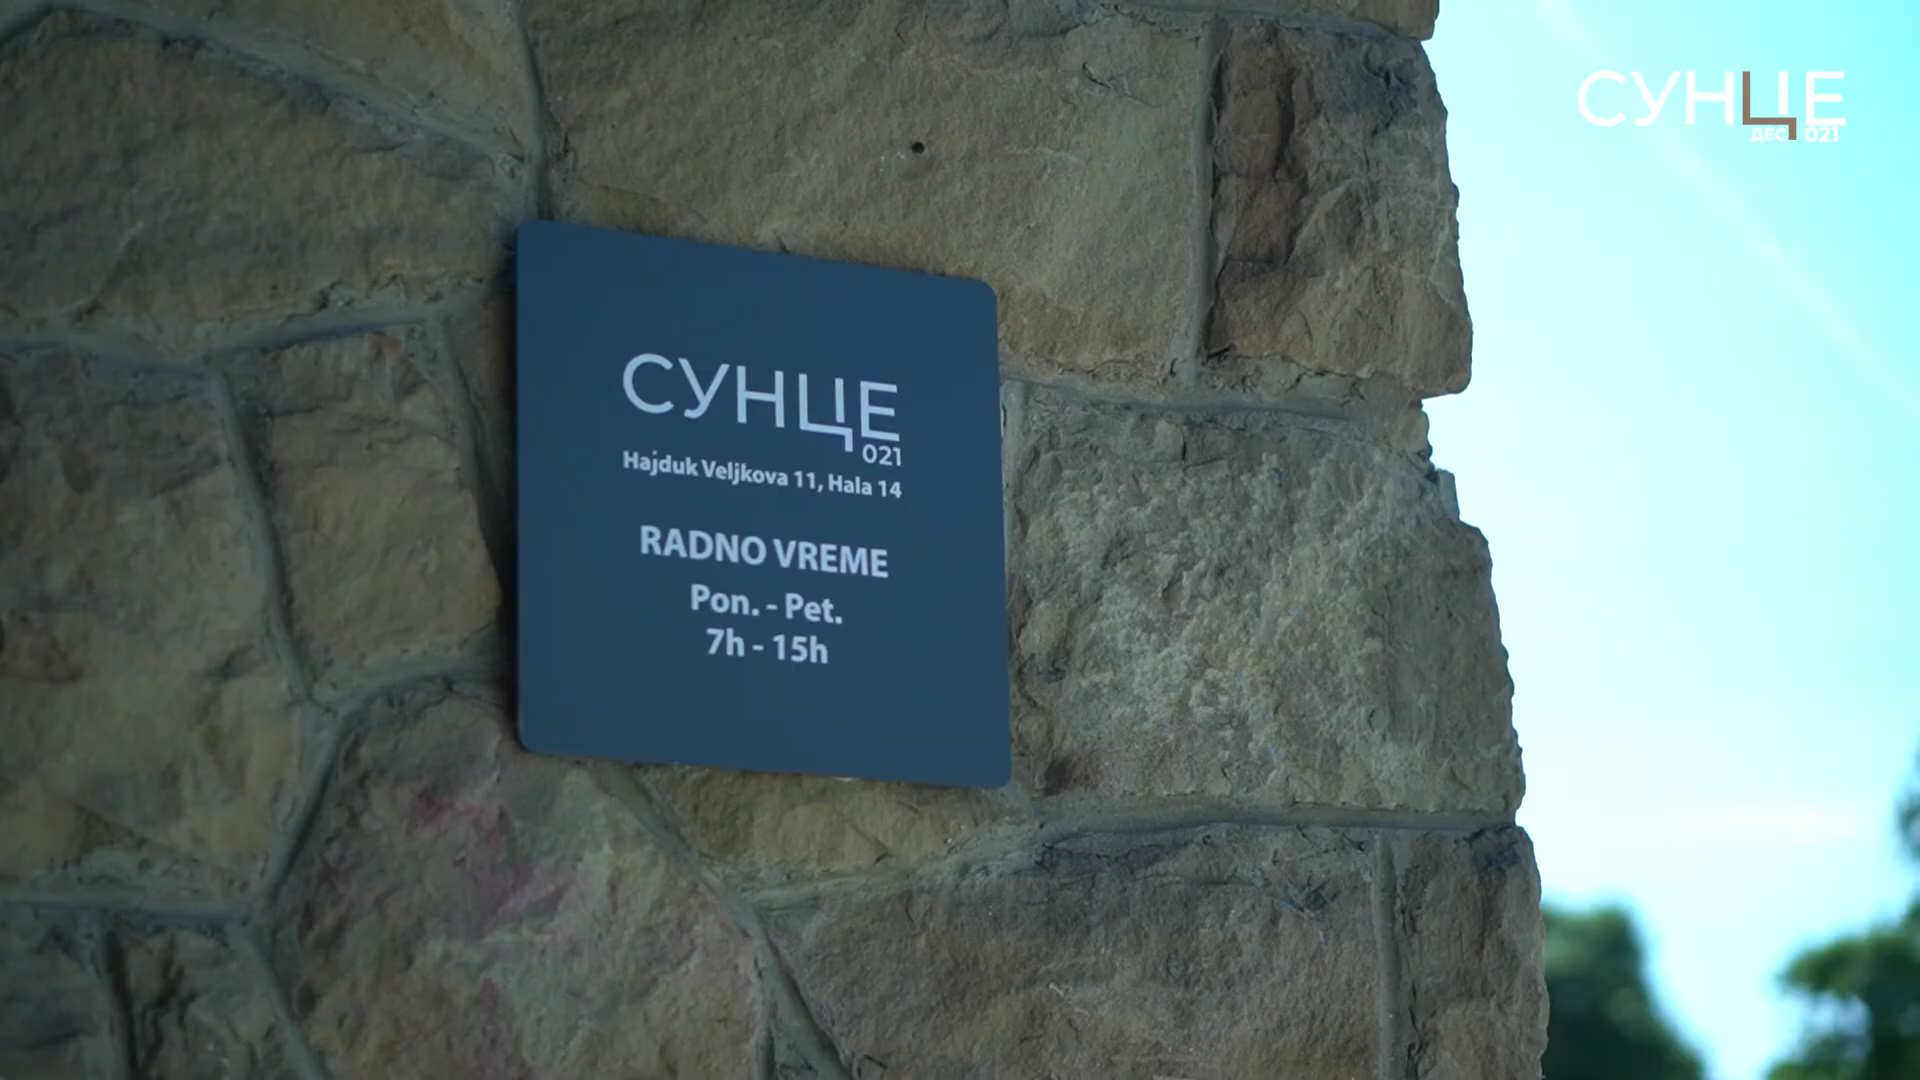 СУНЦЕ
ДЕС 021
СУНЦЕ
021
Hajduk Veljkova 11, Hala 14
RADNO VREME
Pon. - Pet.
7h - 15h